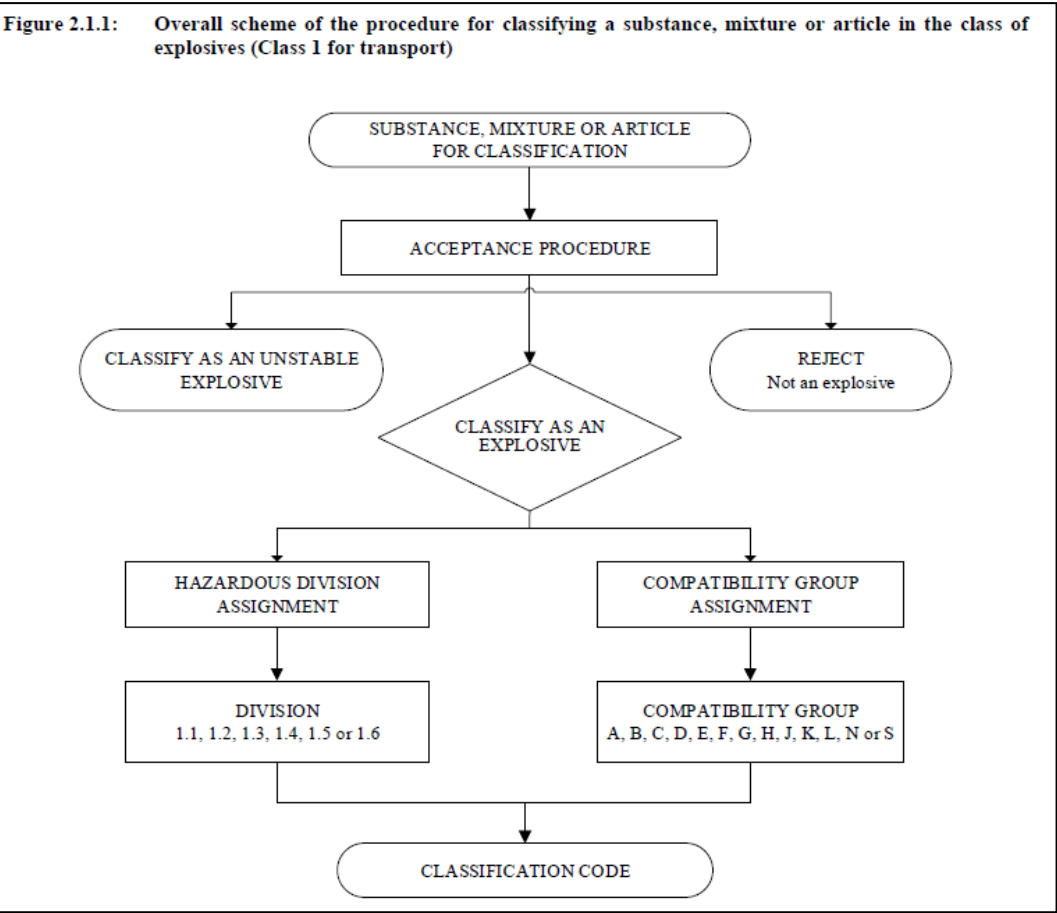 Figure 2.1.1: Overall scheme of the procedure for classifying a substance, mixture or article in the class of
explosives (Class 1 for transport)
SUBSTANCE, MIXTURE OR ARTICLE
FOR CLASSIFICATION
ACCEPTANCE PROCEDURE
CLASSIFY AS AN UNSTABLE
EXPLOSIVE
REJECT
Not an explosive
CLASSIFY AS AN
EXPLOSIVE
HAZARDOUS DIVISION
ASSIGNMENT
COMPATIBILITY GROUP
ASSIGNMENT
DIVISION
1.1, 1.2, 1.3, 1.4, 1.5 or 1.6
COMPATIBILITY GROUP
A, B, C, D, E, F, G, H, J, K, L, N or S
CLASSIFICATION CODE